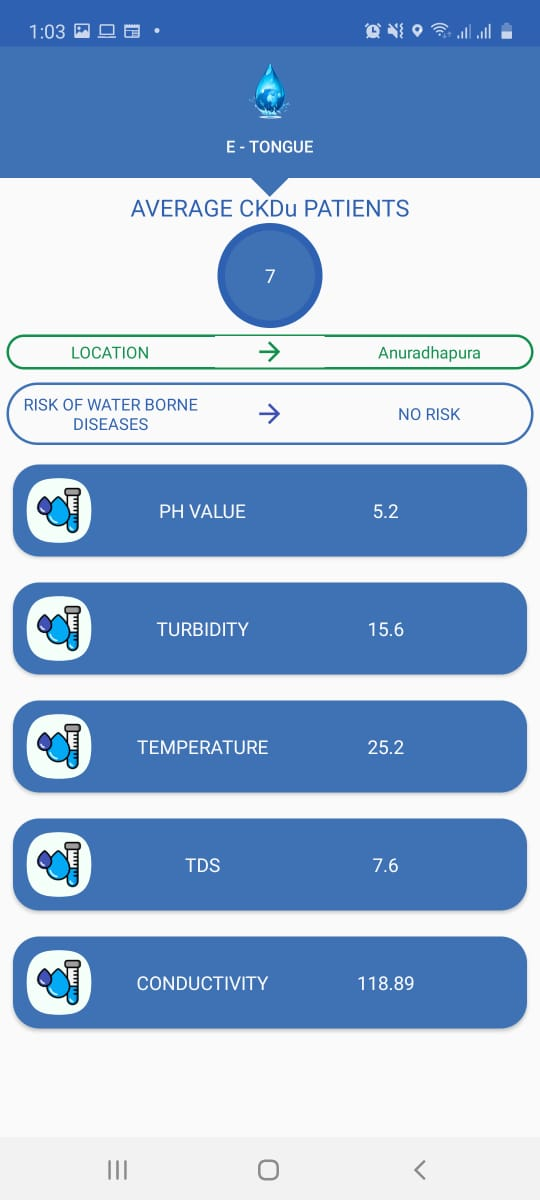 1:03
E - TONGUE
AVERAGE CKDu PATIENTS
7
LOCATION Anuradhapura
RISK OF WATER BORNE
DISEASES NO RISK
PH VALUE 5.2
TURBIDITY 15.6
TEMPERATURE 25.2
TDS 7.6
CONDUCTIVITY 118.89